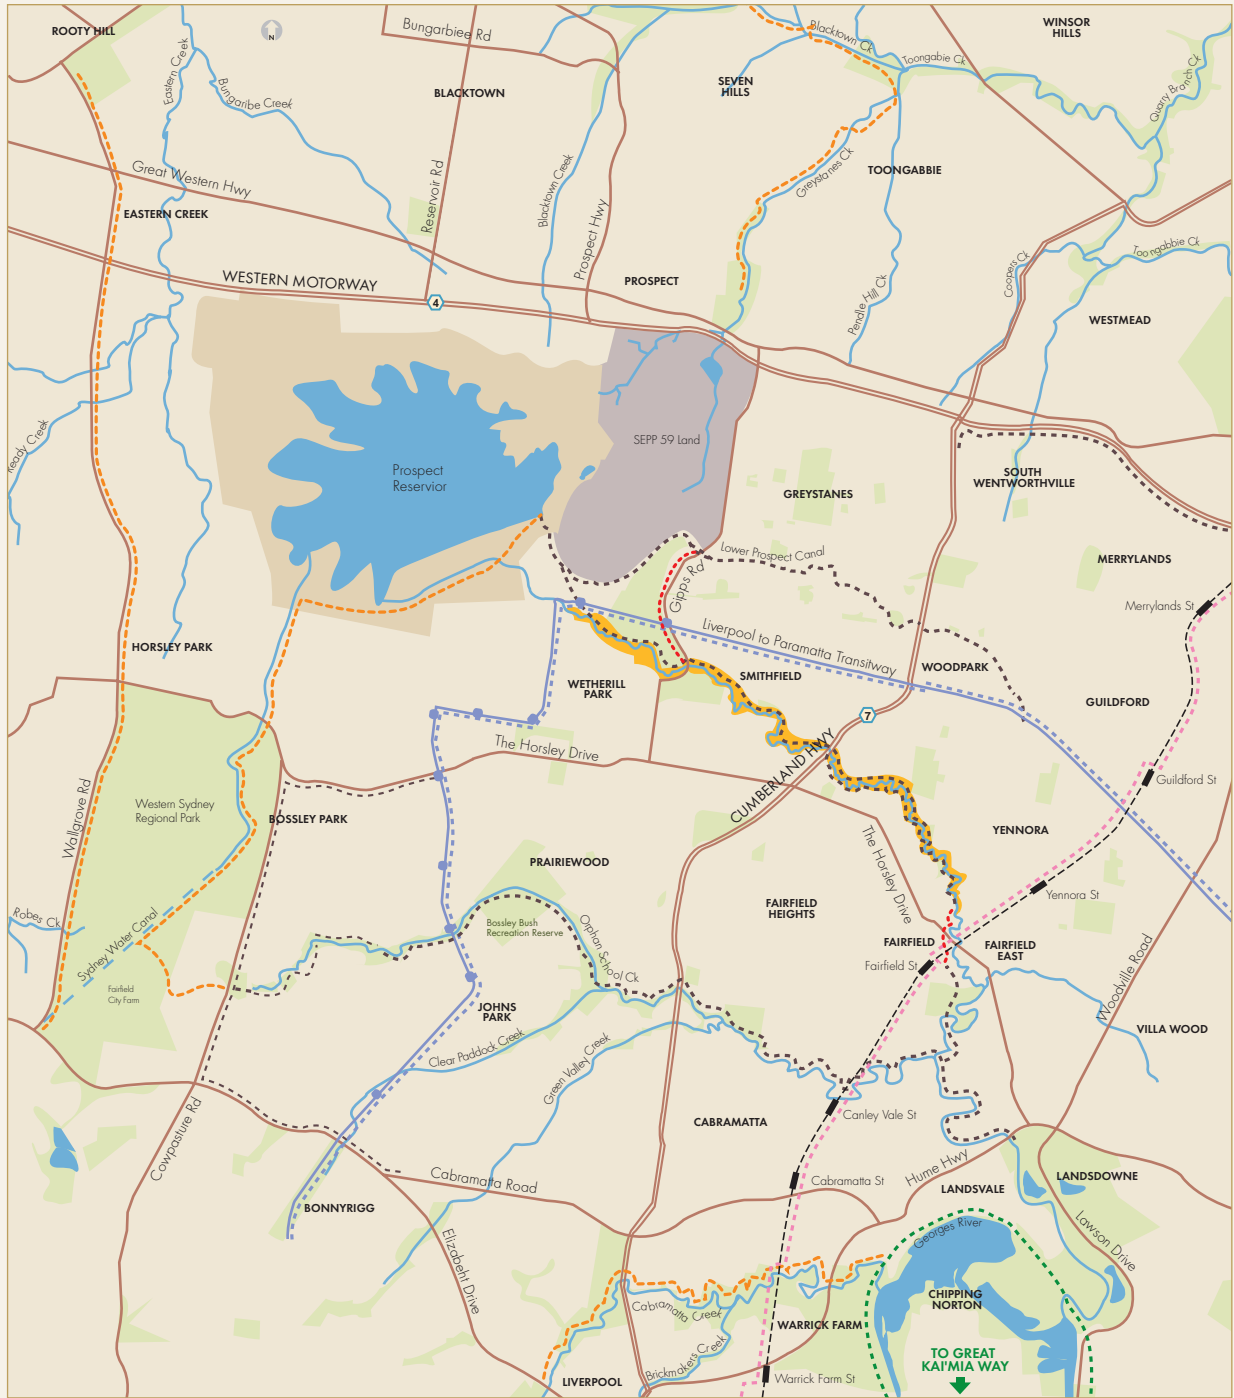 ROOTY HILL
N
Bungarbiee Rd
Blacktown Ck
WINSOR
HILLS
Toongabie Ck
Eastern Creek
Bungaribe Creek
BLACKTOWN
SEVEN
HILLS
Quarry Branch Ck
Great Western Hwy
Reservoir Rd
Blacktown Creek
Prospect Hwy
Greystanes Ck
TOONGABBIE
EASTERN CREEK
Toongabbie Ck
Coopers Ck
WESTERN MOTORWAY
4
PROSPECT
Pendle Hill Ck
WESTMEAD
Ready Creek
Prospect
Reservior
SEPP 59 Land
GREYSTANES
SOUTH
WENTWORTHVILLE
Lower Prospect Canal
MERRYLANDS
Gipps Rd
Merrylands St
Liverpool to Paramatta Transitway
HORSLEY PARK
WOODPARK
WETHERILL
PARK
SMITHFIELD
GUILDFORD
7
The Horsley Drive
CUMBERLAND HWY
Guildford St
Wallgrove Rd
Western Sydney
Regional Park
BOSSLEY PARK
YENNORA
The Horsley Drive
PRAIRIEWOOD
Yennora St
FAIRFIELD
HEIGHTS
Robes Ck
Bossley Bush
Recreation Reserve
Orphan School Ck
Sydney Water Canal
FAIRFIELD
FAIRFIELD
EAST
Fairfield St
Woodville Road
Fairfield
City Farm
JOHNS
PARK
VILLA WOOD
Clear Paddock Creek
Green Valley Creek
CABRAMATTA
Canley Vale St
Cowpasture Rd
Cabramatta Road
Cabramatta St
Hume Hwy
LANDSVALE
LANDSDOWNE
BONNYRIGG
Georges River
Lawson Drive
Elizabeht Drive
CHIPPING
NORTON
Cabramatta Creek
WARRICK FARM
Brickmakers Creek
TO GREAT
KAI'MIA WAY
LIVERPOOL
Warrick Farm St